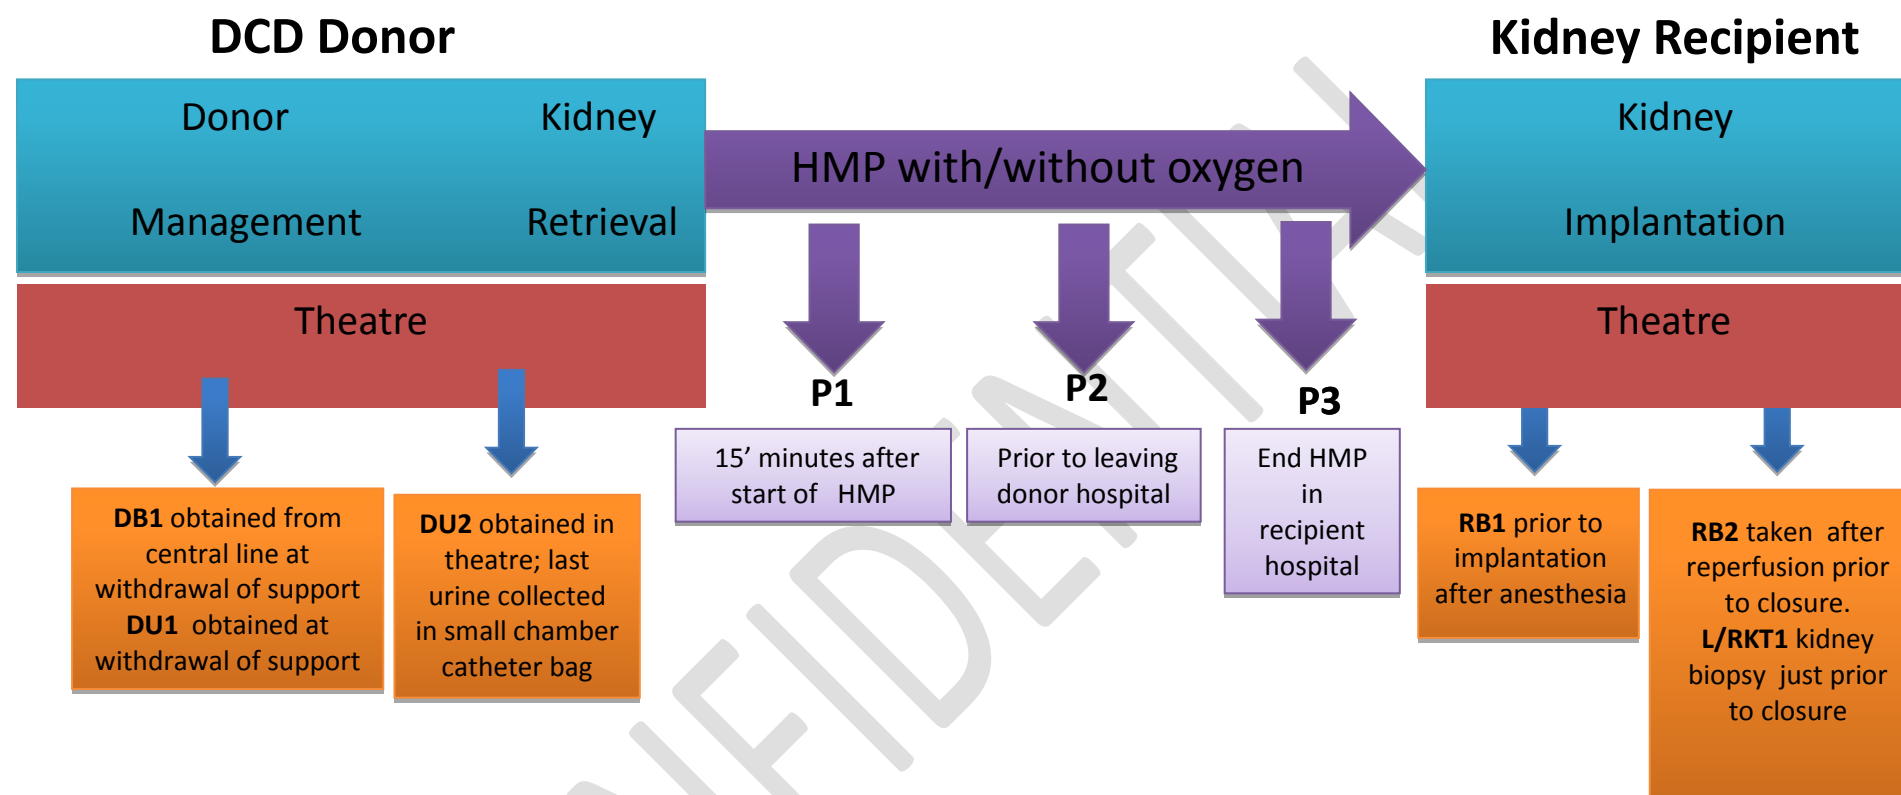 DCD Donor
Kidney Recipient
Donor
Management
Kidney
Retrieval
Theatre
HMP with/without oxygen
Kidney
Implantation
Theatre
DB1 obtained from
central line at
withdrawal of support
DU1 obtained at
withdrawal of support
DU2 obtained in
theatre; last
urine collected
in small chamber
catheter bag
P1
15’ minutes after
start of HMP
P2
Prior to leaving
donor hospital
P3
End HMP
in
recipient
hospital
RB1 prior to
implantation
after anesthesia
RB2 taken after
reperfusion prior
to closure.
L/RKT1 kidney
biopsy just prior
to closure
NFIDENTIAL